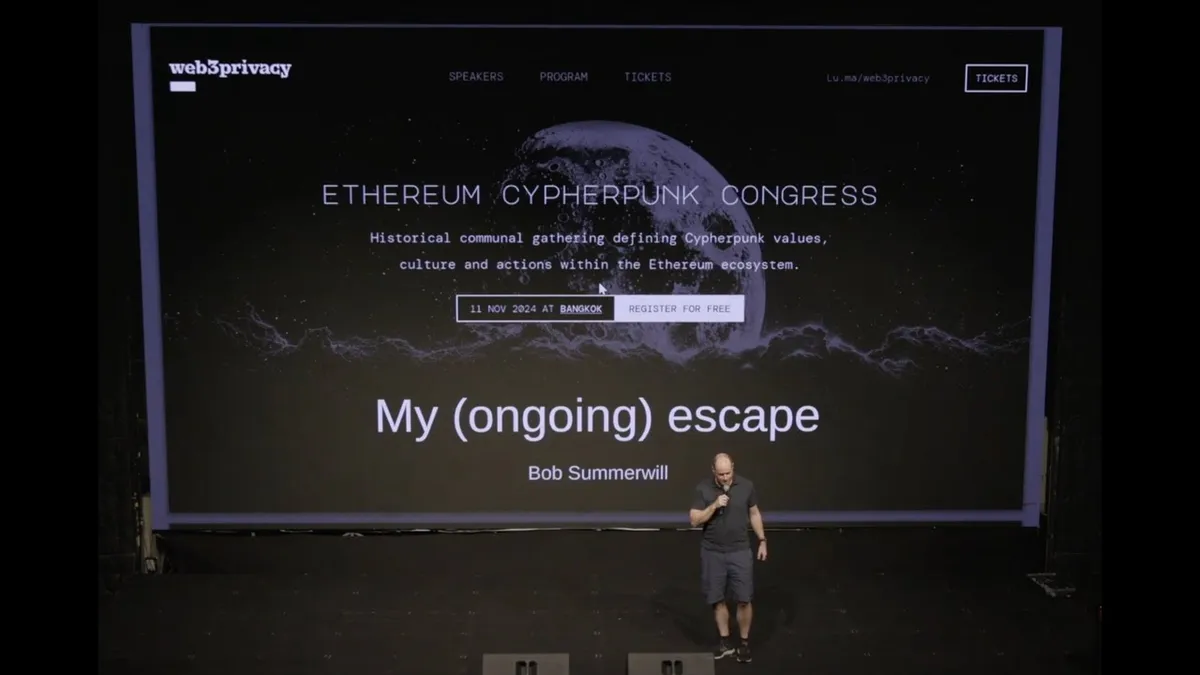 web3privacy
SPEAKERS PROGRAM TICKETS
Lu.ma/web3privacy
TICKETS
ETHEREUM CYPHERPUNK CONGRESS
Historical communal gathering defining Cypherpunk values,
culture and actions within the Ethereum ecosystem.
11 NOV 2024 AT BANGKOK
REGISTER FOR FREE
My (ongoing) escape
Bob Summerwill